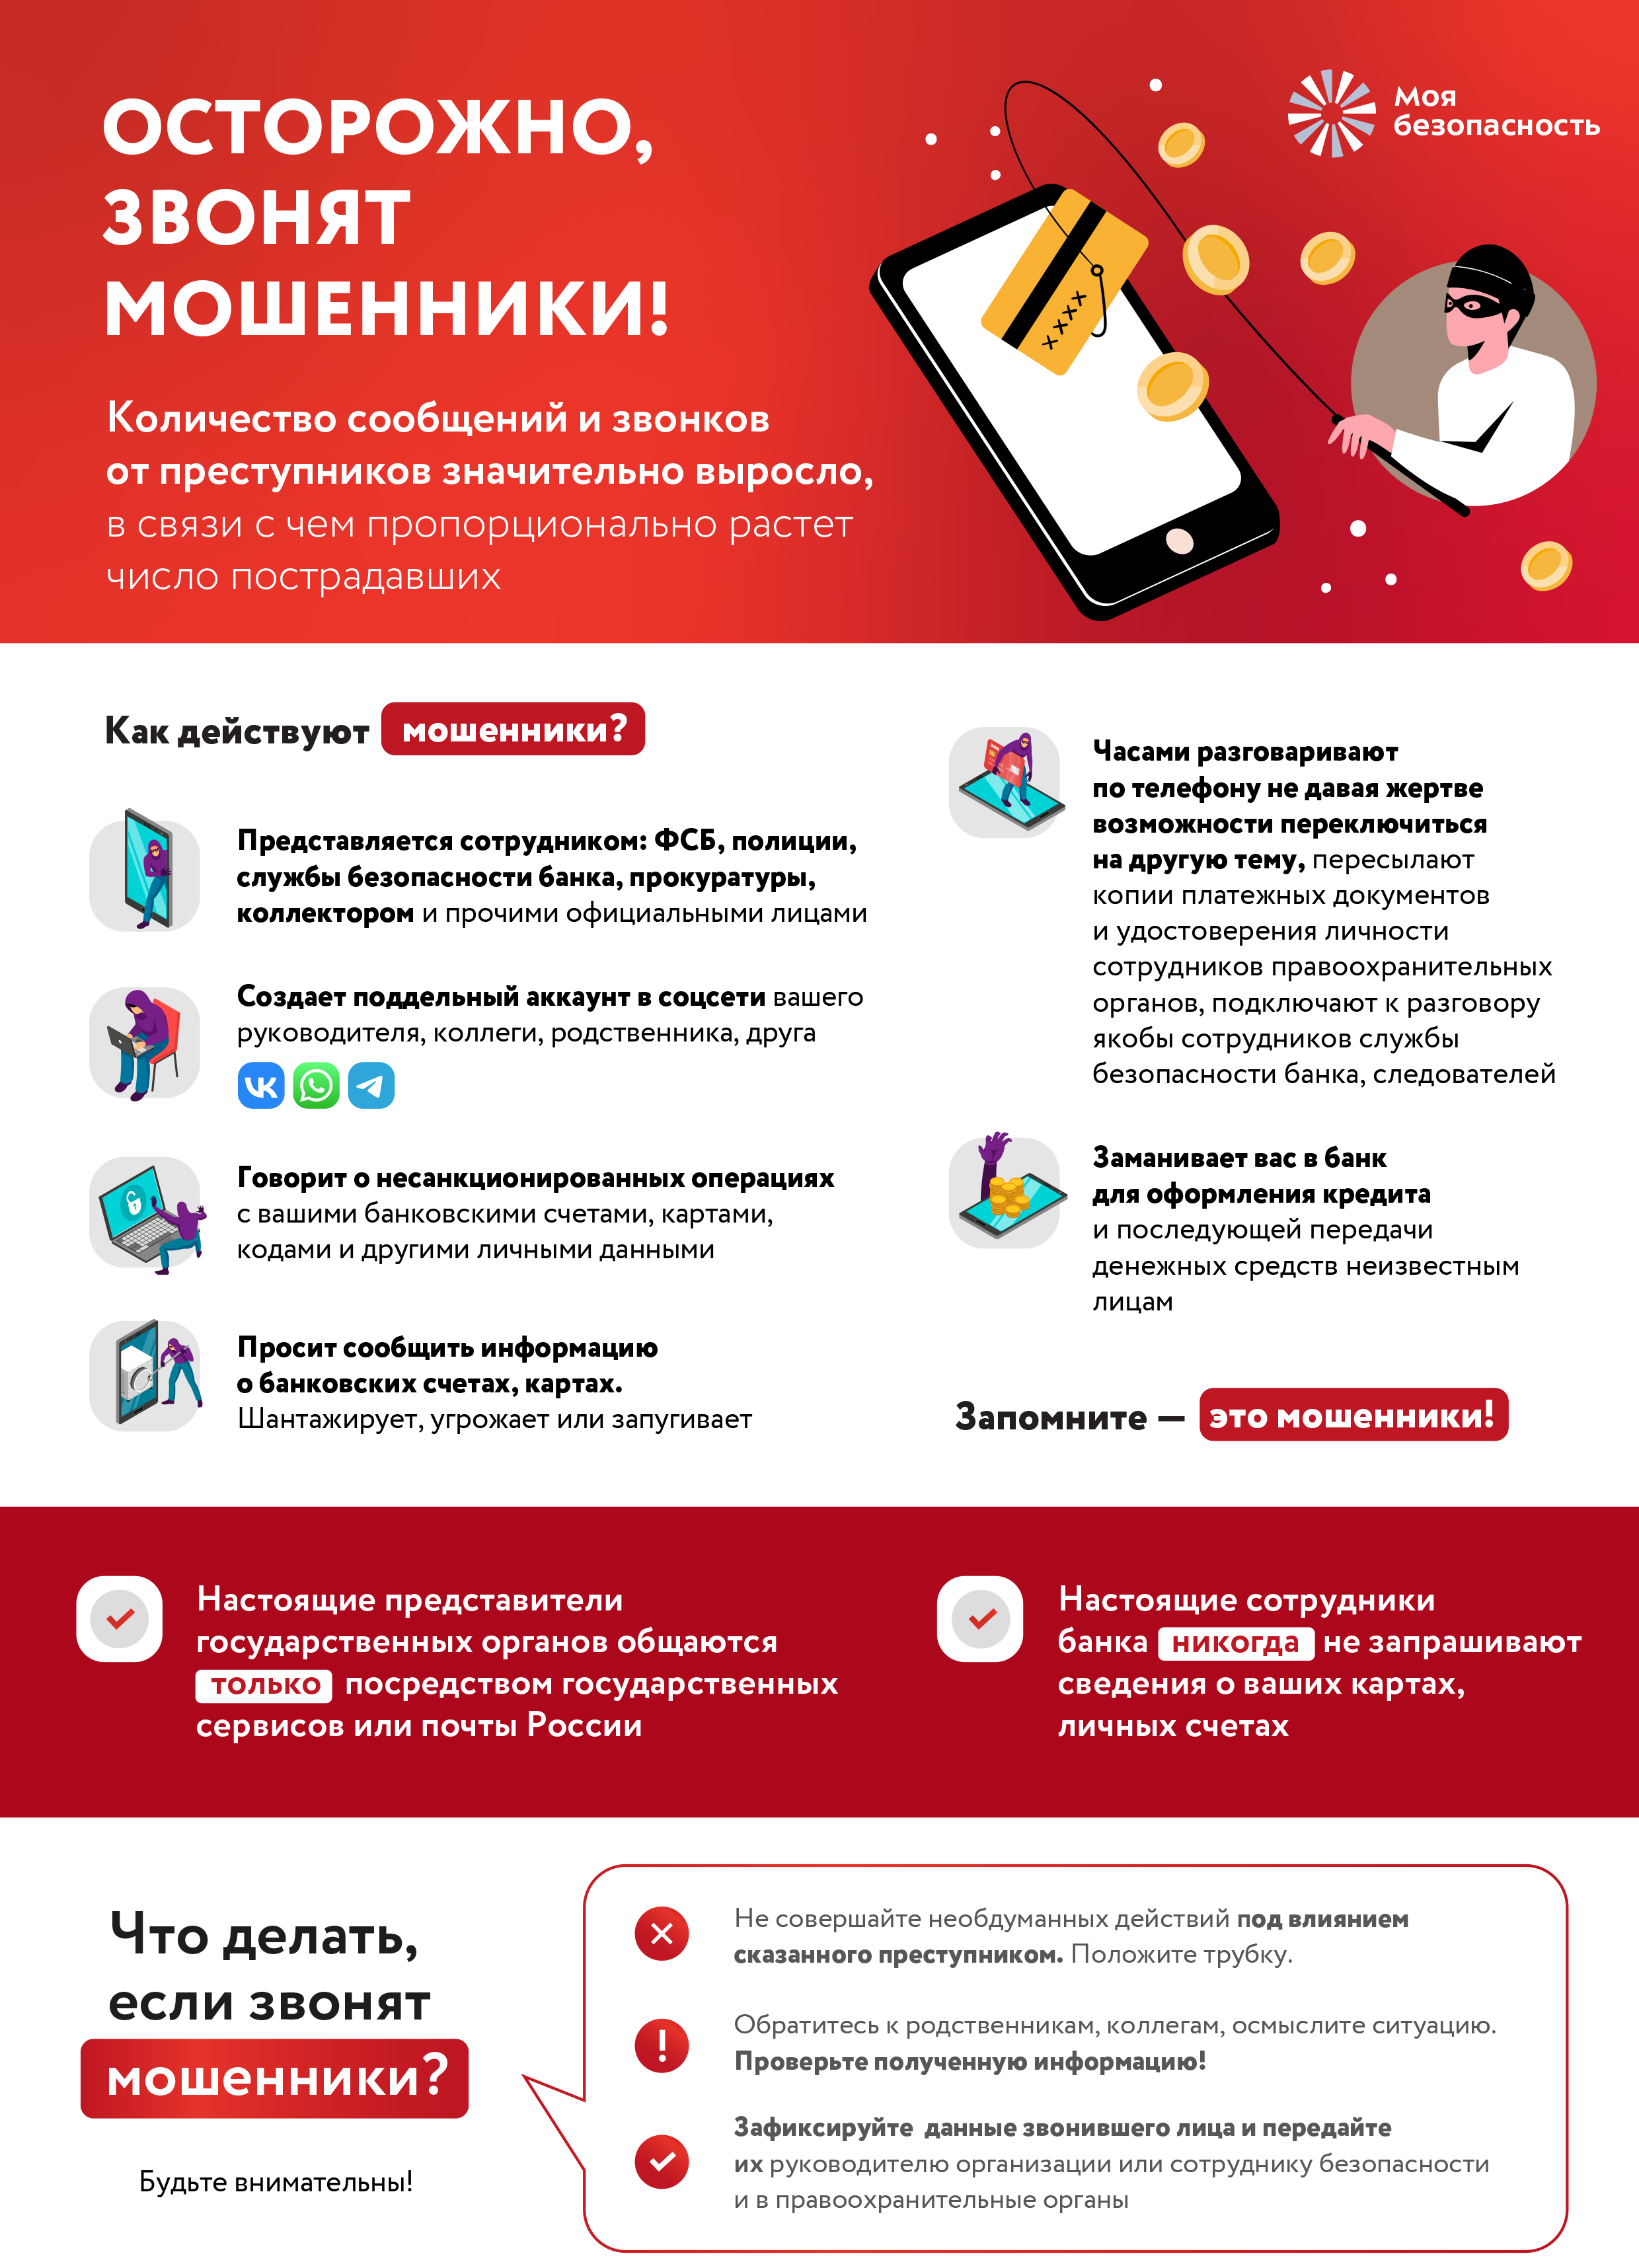 Моя
безопасность
ОСТОРОЖНО,
ЗВОНЯТ
МОШЕННИКИ!
Количество сообщений и звонков
от преступников значительно выросло,
в связи с чем пропорционально растет
число пострадавших
Как действуют мошенники?
Представляется сотрудником: ФСБ, полиции,
службы безопасности банка, прокуратуры,
коллектором и прочими официальными лицами
Создает поддельный аккаунт в соцсети вашего
руководителя, коллеги, родственника, друга
Говорит о несанкционированных операциях
с вашими банковскими счетами, картами,
кодами и другими личными данными
Просит сообщить информацию
о банковских счетах, картах.
Шантажирует, угрожает или запугивает
Часами разговаривают
по телефону не давая жертве
возможности переключиться
на другую тему, пересылают
копии платежных документов
и удостоверения личности
сотрудников правоохранительных
органов, подключают к разговору
якобы сотрудников службы
безопасности банка, следователей
Заманивает вас в банк
для оформления кредита
и последующей передачи
денежных средств неизвестным
лицам
Запомните — это мошенники!
Настоящие представители
государственных органов общаются
только посредством государственных
сервисов или почты России
Настоящие сотрудники
банка никогда не запрашивают
сведения о ваших картах,
личных счетах
Что делать,
если звонят
мошенники?
Будьте внимательны!
Не совершайте необдуманных действий под влиянием
сказанного преступником. Положите трубку.
Обратитесь к родственникам, коллегам, осмыслите ситуацию.
Проверьте полученную информацию!
Зафиксируйте данные звонившего лица и передайте
их руководителю организации или сотруднику безопасности
и в правоохранительные органы